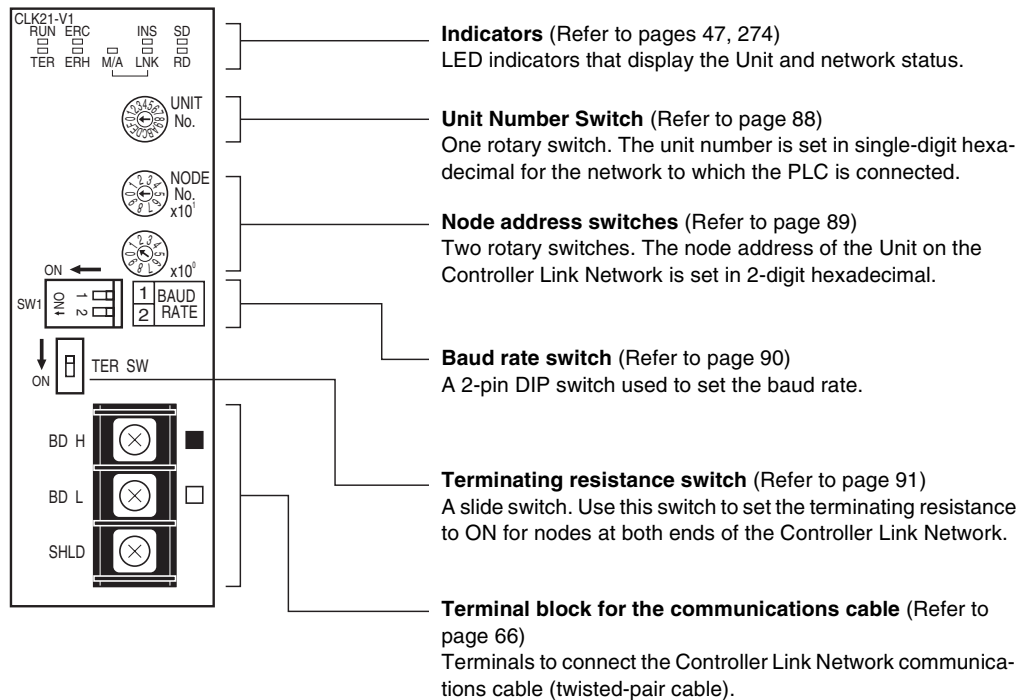 CLK21-V1
RUN ERC INS SD
TER ERH M/A LNK RD
UNIT
No.
NODE
No.
x10¹
x10⁰
ON
SW1
ON
1
2
1 BAUD
2 RATE
ON
TER SW
BD H
BD L
SHLD
Indicators (Refer to pages 47, 274)
LED indicators that display the Unit and network status.
Unit Number Switch (Refer to page 88)
One rotary switch. The unit number is set in single-digit hexa-
decimal for the network to which the PLC is connected.
Node address switches (Refer to page 89)
Two rotary switches. The node address of the Unit on the
Controller Link Network is set in 2-digit hexadecimal.
Baud rate switch (Refer to page 90)
A 2-pin DIP switch used to set the baud rate.
Terminating resistance switch (Refer to page 91)
A slide switch. Use this switch to set the terminating resistance
to ON for nodes at both ends of the Controller Link Network.
Terminal block for the communications cable (Refer to
page 66)
Terminals to connect the Controller Link Network communica-
tions cable (twisted-pair cable).